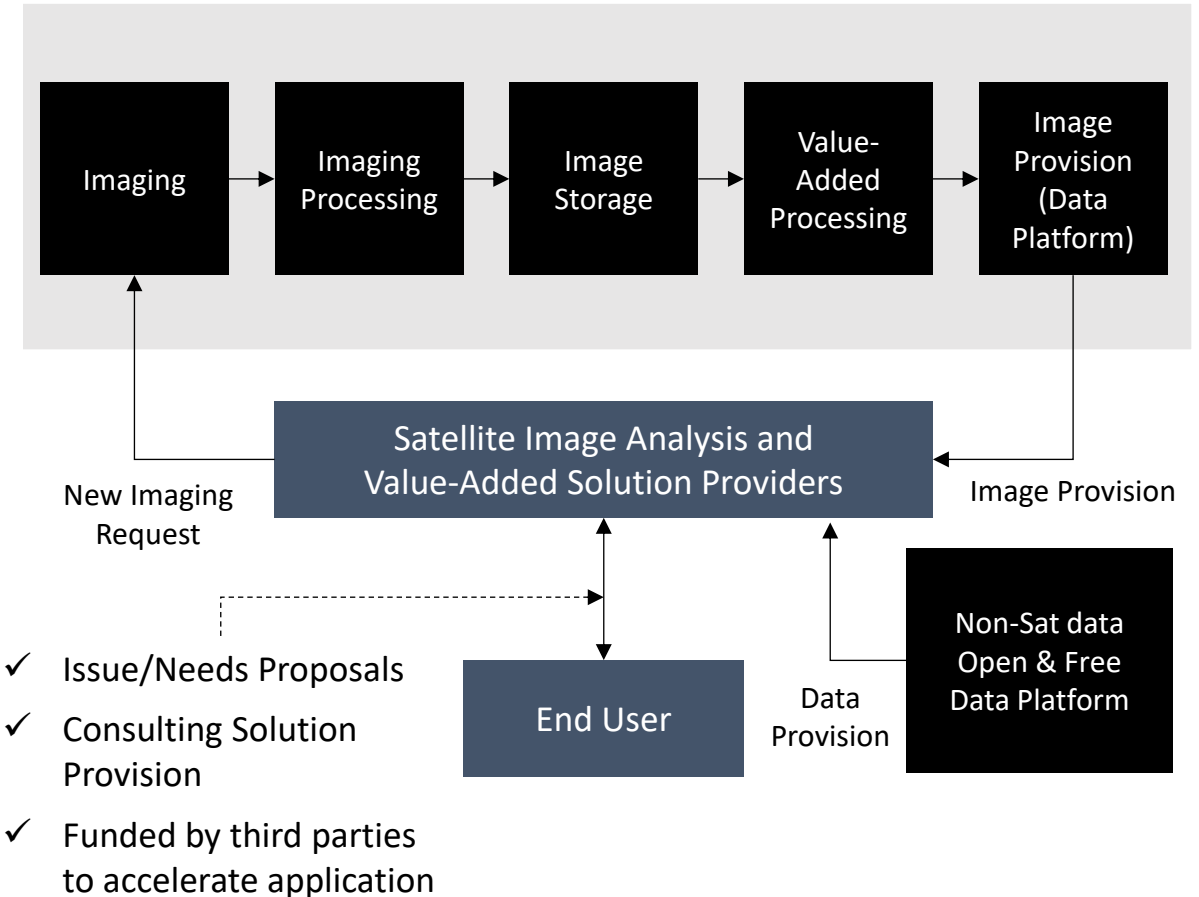 Imaging
Imaging
Processing
Image
Storage
Value-
Added
Processing
Image
Provision
(Data
Platform)
Satellite Image Analysis and
Value-Added Solution Providers
New Imaging
Request
Image Provision
Non-Sat data
Open & Free
Data Platform
Data
Provision
End User
✓ Issue/Needs Proposals
✓ Consulting Solution
Provision
✓ Funded by third parties
to accelerate application